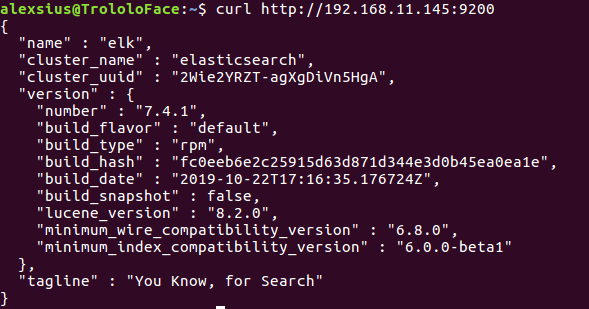 alexsius@TrololoFace:~$ curl http://192.168.11.145:9200
{
  "name" : "elk",
  "cluster_name" : "elasticsearch",
  "cluster_uuid" : "2Wie2YRZT-agXgDiVn5HgA",
  "version" : {
    "number" : "7.4.1",
    "build_flavor" : "default",
    "build_type" : "rpm",
    "build_hash" : "fc0eeb6e2c25915d63d871d344e3d0b45ea0ea1e",
    "build_date" : "2019-10-22T17:16:35.176724Z",
    "build_snapshot" : false,
    "lucene_version" : "8.2.0",
    "minimum_wire_compatibility_version" : "6.8.0",
    "minimum_index_compatibility_version" : "6.0.0-beta1"
  },
  "tagline" : "You Know, for Search"
}